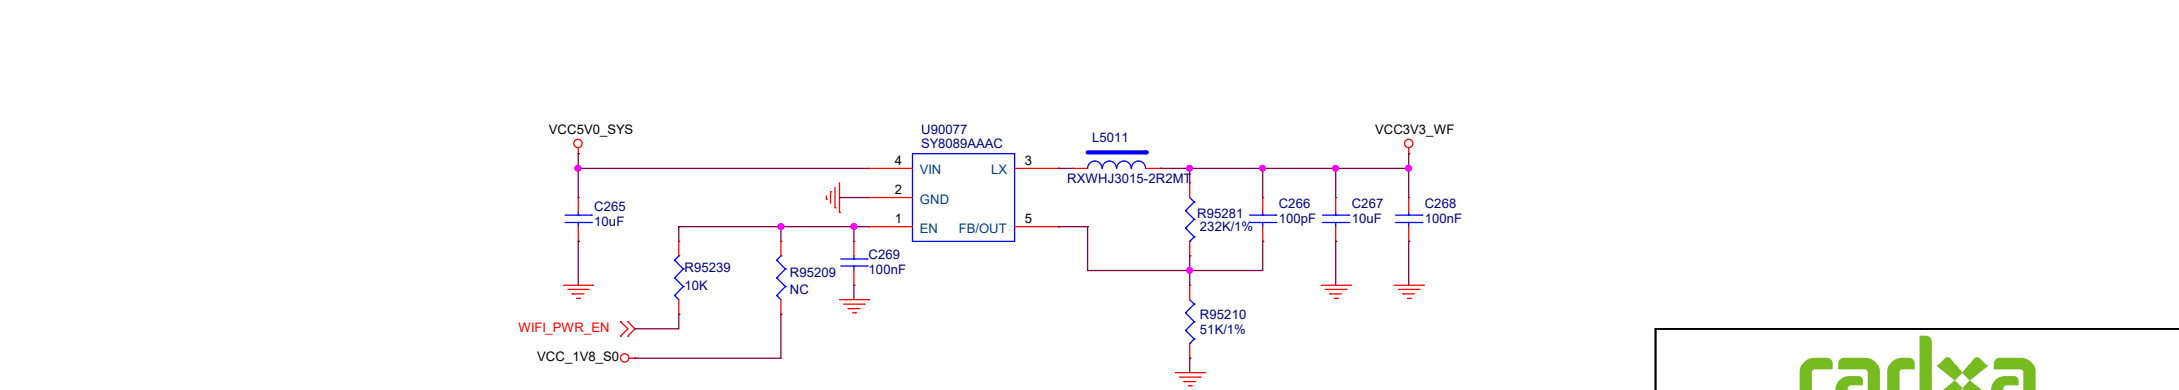 VCC5V0_SYS
U90077
SY8089AAAC
L5011
VCC3V3_WF
4
VIN
LX
3
RXWHJ3015-2R2MT
2
GND
C265
10uF
1
EN
FB/OUT
5
R95281
232K/1%
C266
100pF
C267
10uF
C268
100nF
R95239
10K
R95209
NC
C269
100nF
WIFI_PWR_EN
VCC_1V8_S0
R95210
51K/1%
radxa